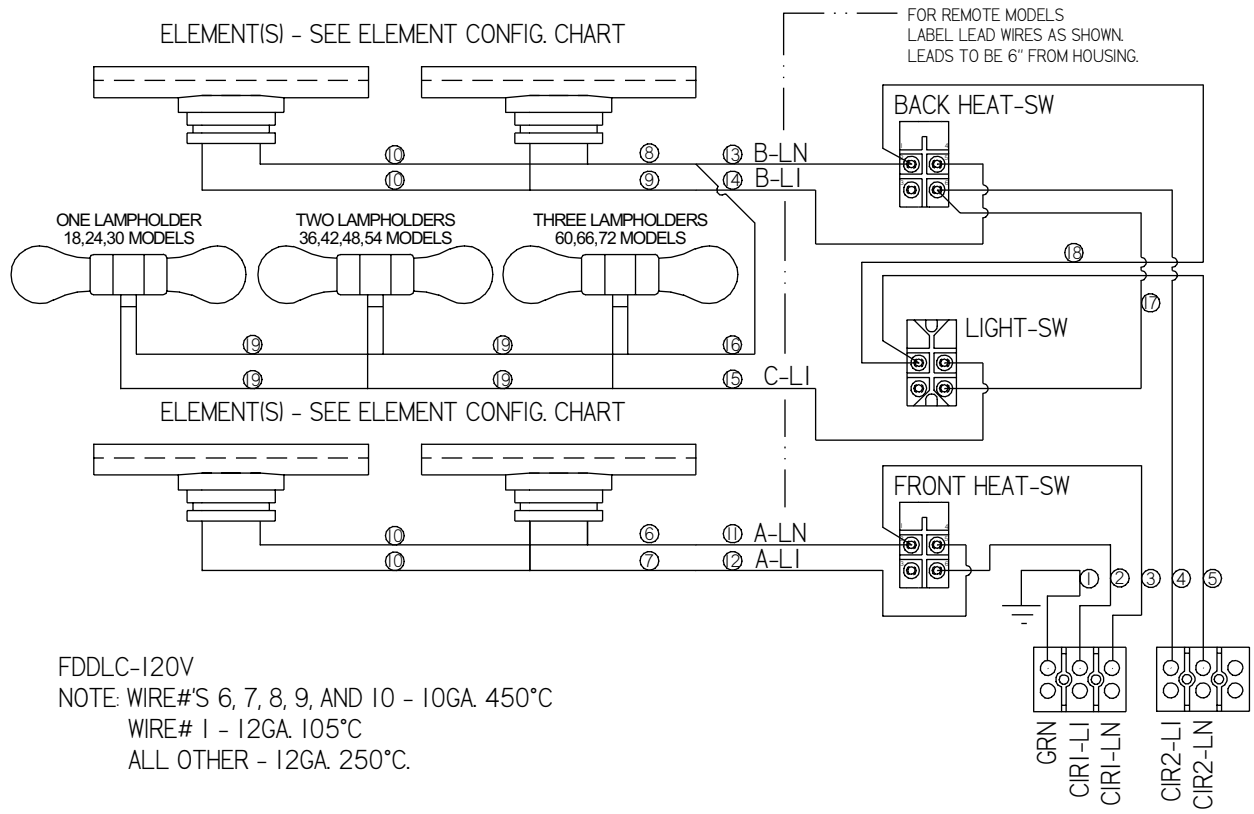 ELEMENT(S) - SEE ELEMENT CONFIG. CHART
FOR REMOTE MODELS
LABEL LEAD WIRES AS SHOWN.
LEADS TO BE 6" FROM HOUSING.
BACK HEAT-SW
10
8
13 B-LN
10
9
14 B-L1
ONE LAMPHOLDER
18,24,30 MODELS
TWO LAMPHOLDERS
36,42,48,54 MODELS
THREE LAMPHOLDERS
60,66,72 MODELS
18
17
LIGHT-SW
19
19
16
19
19
15 C-L1
ELEMENT(S) - SEE ELEMENT CONFIG. CHART
FRONT HEAT-SW
10
6
11 A-LN
10
7
12 A-L1
1
2
3
4
5
GRN
CIR1-L1
CIR1-LN
CIR2-L1
CIR2-LN
FDDLC-120V
NOTE: WIRE#'S 6, 7, 8, 9, AND 10 - 10GA. 450°C
WIRE# 1 - 12GA. 105°C
ALL OTHER - 12GA. 250°C.